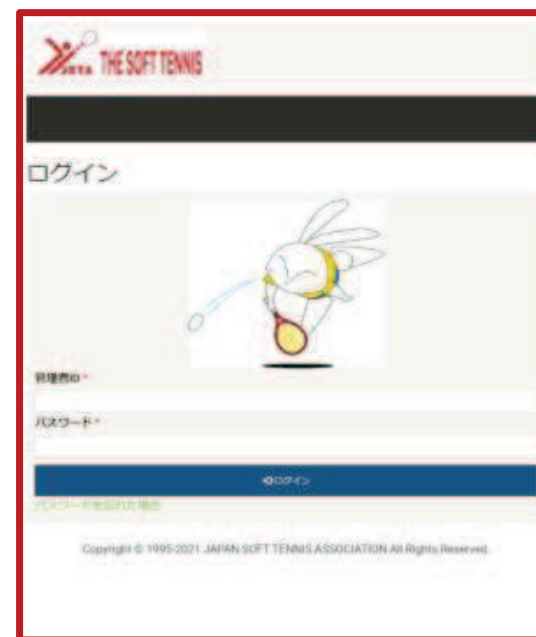 JSTA THE SOFT TENNIS
ログイン
管理者ID *
パスワード *
ログイン
パスワードを忘れた場合
Copyright © 1995-2021 JAPAN SOFT TENNIS ASSOCIATION All Rights Reserved.